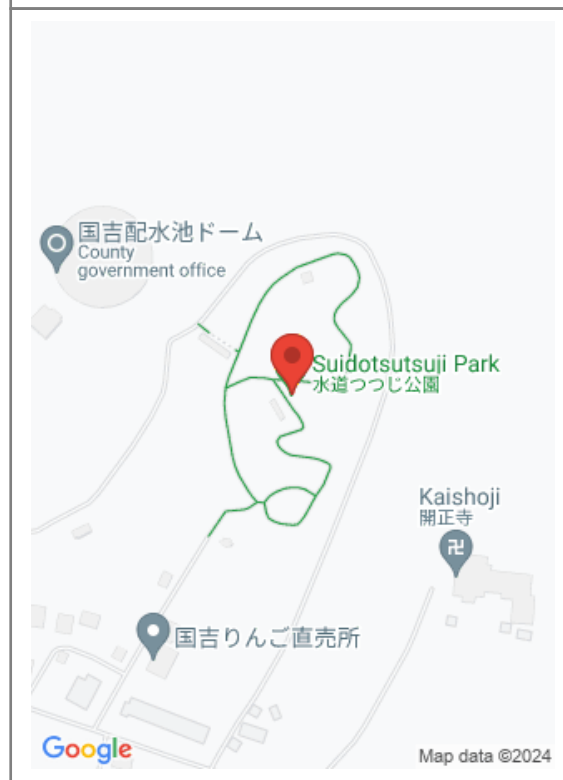 国吉配水池ドーム
County
government office
Suidotsutsuji Park
水道つつじ公園
Kaishoji
開正寺
卍
国吉りんご直売所
Google
Map data ©2024